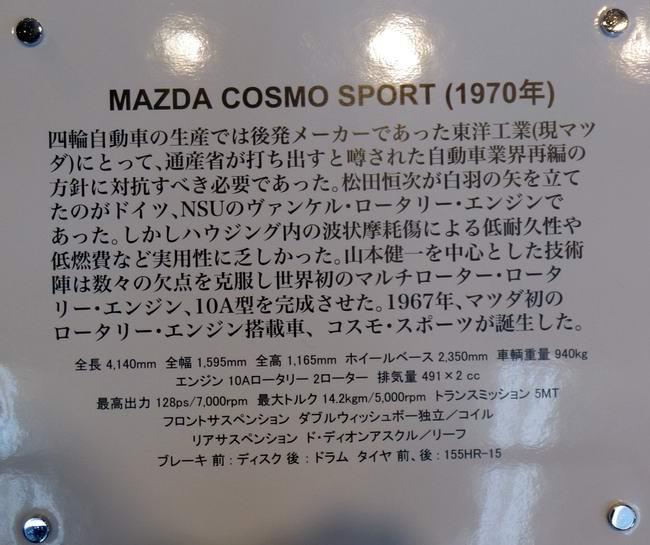 MAZDA COSMO SPORT (1970年)
四輪自動車の生産では後発メーカーであった東洋工業(現マツ
ダ)にとって、通産省が打ち出すと噂された自動車業界再編の
方針に対抗すべき必要であった。松田恒次が白羽の矢を立て
たのがドイツ、NSUのヴァンケル・ロータリー・エンジンで
あった。しかしハウジング内の波状摩耗傷による低耐久性や
低燃費など実用性に乏しかった。山本健一を中心とした技術
陣は数々の欠点を克服し世界初のマルチローター・ロータ
リー・エンジン、10A型を完成させた。1967年、マツダ初の
ロータリー・エンジン搭載車、コスモ・スポーツが誕生した。
全長 4,140mm 全幅 1,595mm 全高 1,165mm ホイールベース 2,350mm 車輌重量 940kg
エンジン 10Aロータリー 2ローター 排気量 491×2 cc
最高出力 128ps/7,000rpm 最大トルク 14.2kgm/5,000rpm トランスミッション 5MT
フロントサスペンション ダブルウィッシュボー独立/コイル
リアサスペンション ド・ディオンアスクル/リーフ
ブレーキ 前:ディスク 後:ドラム タイヤ 前、後:155HR-15